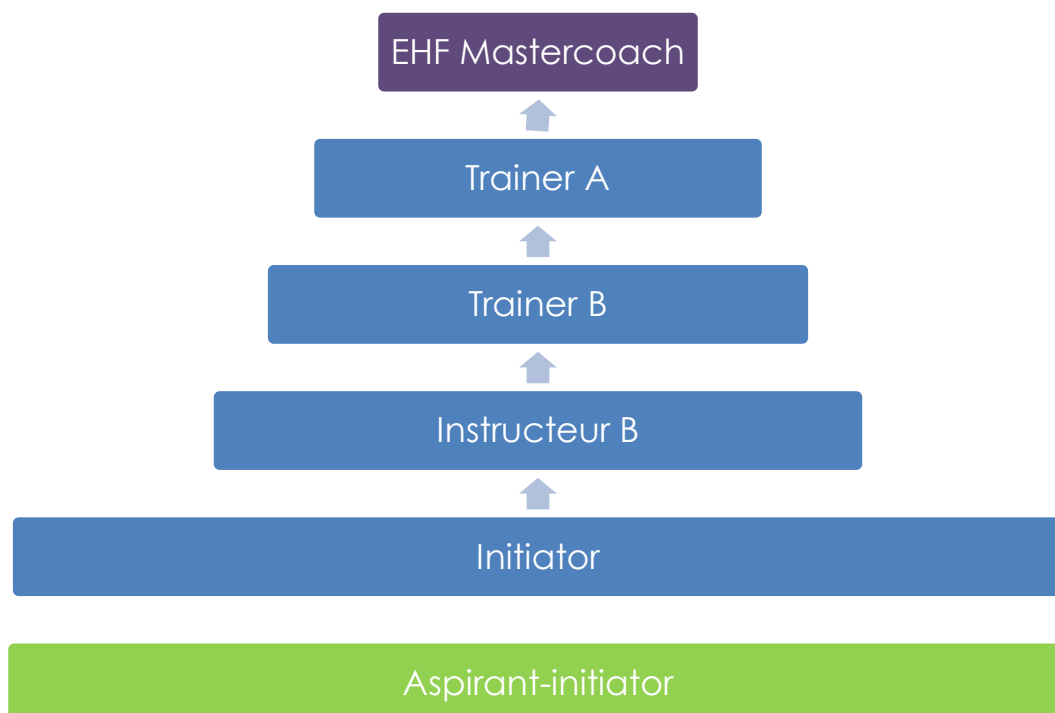 EHF Mastercoach
Trainer A
Trainer B
Instructeur B
Initiator
Aspirant-initiator